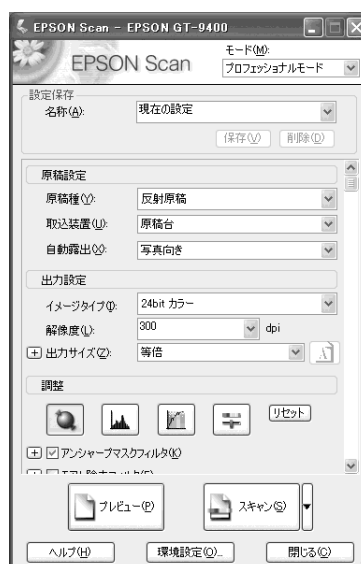 EPSON Scan - EPSON GT-9400
EPSON Scan
モード(M):
プロフェッショナルモード
設定保存
名称(A):
現在の設定
保存(V)
削除(D)
原稿設定
原稿種(Y):
反射原稿
取込装置(U):
原稿台
自動露出(X):
写真向き
出力設定
イメージタイプ(I):
24bit カラー
解像度(L):
300
dpi
出力サイズ(Z):
等倍
調整
リセット
アンシャープマスクフィルタ(K)
プレビュー(P)
スキャン(S)
ヘルプ(H)
環境設定(O)...
閉じる(C)